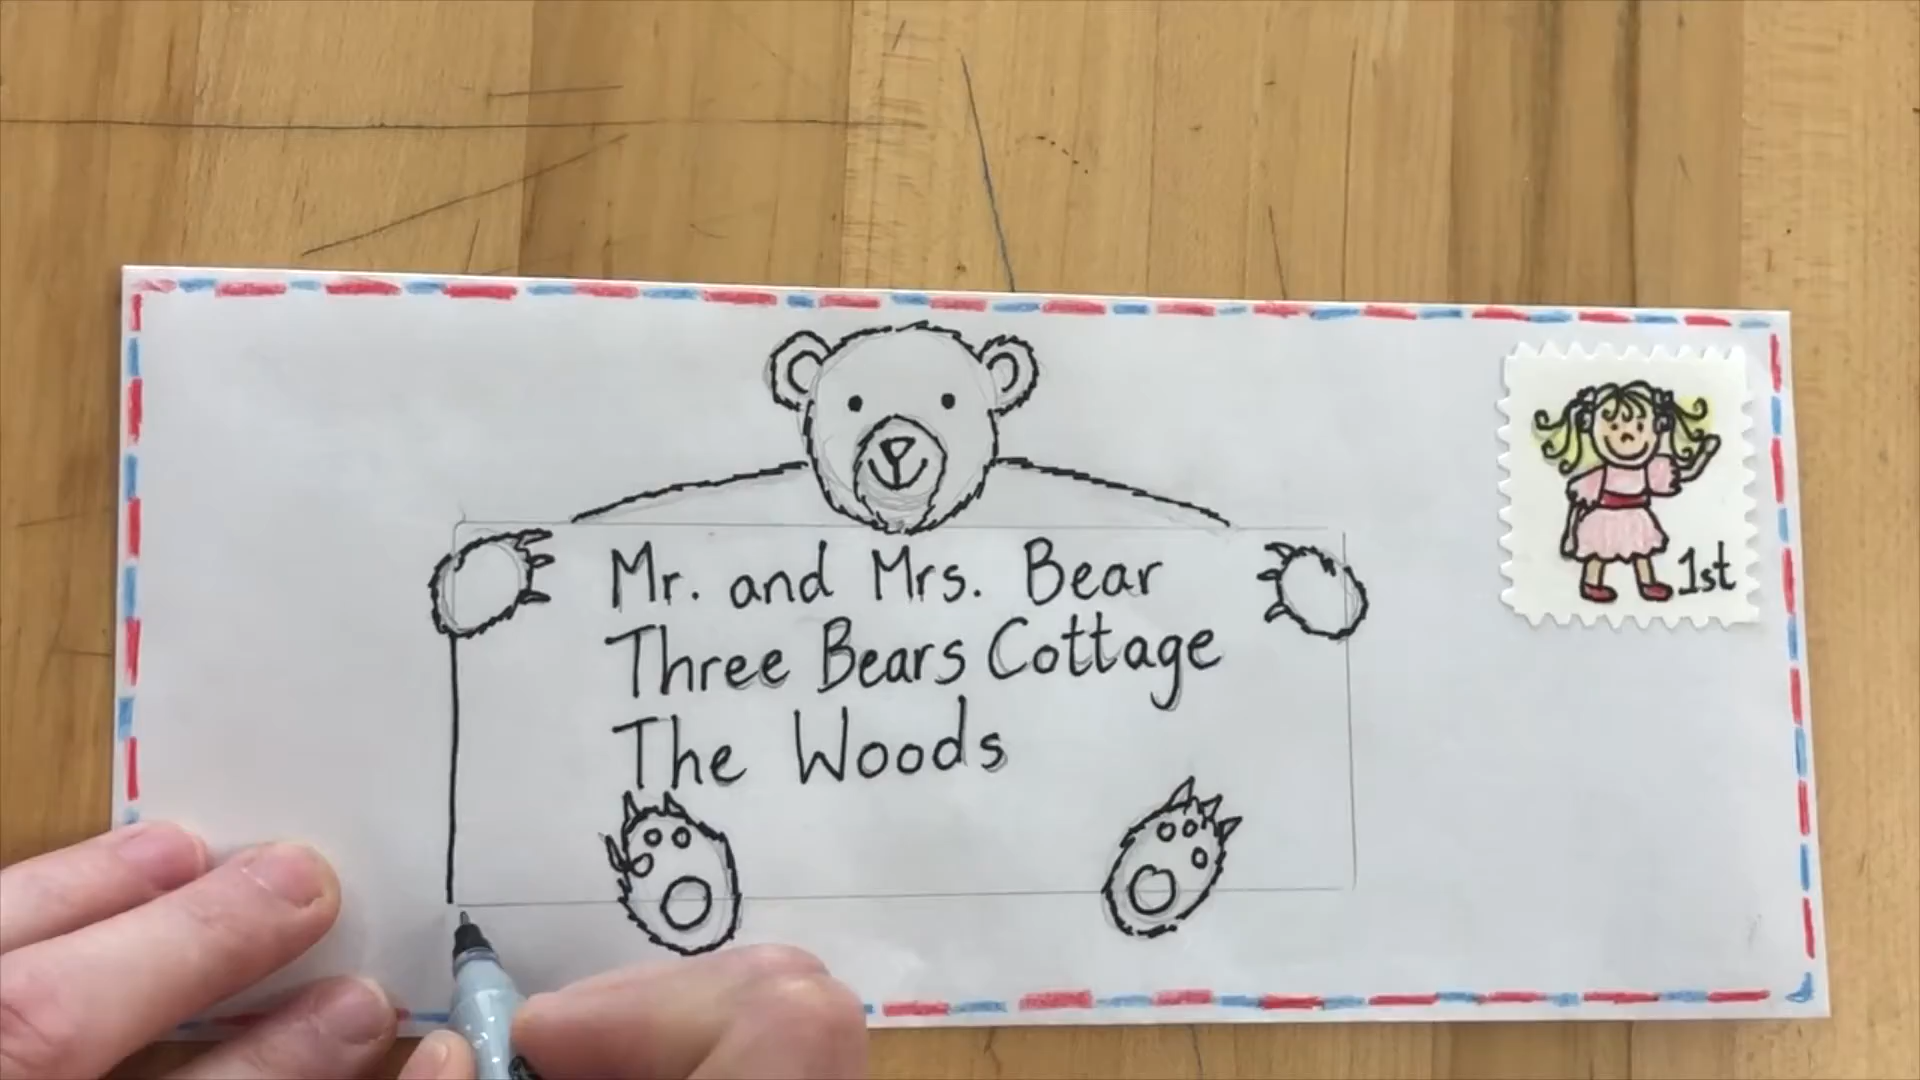 Mr. and Mrs. Bear
Three Bears Cottage
The Woods
1st